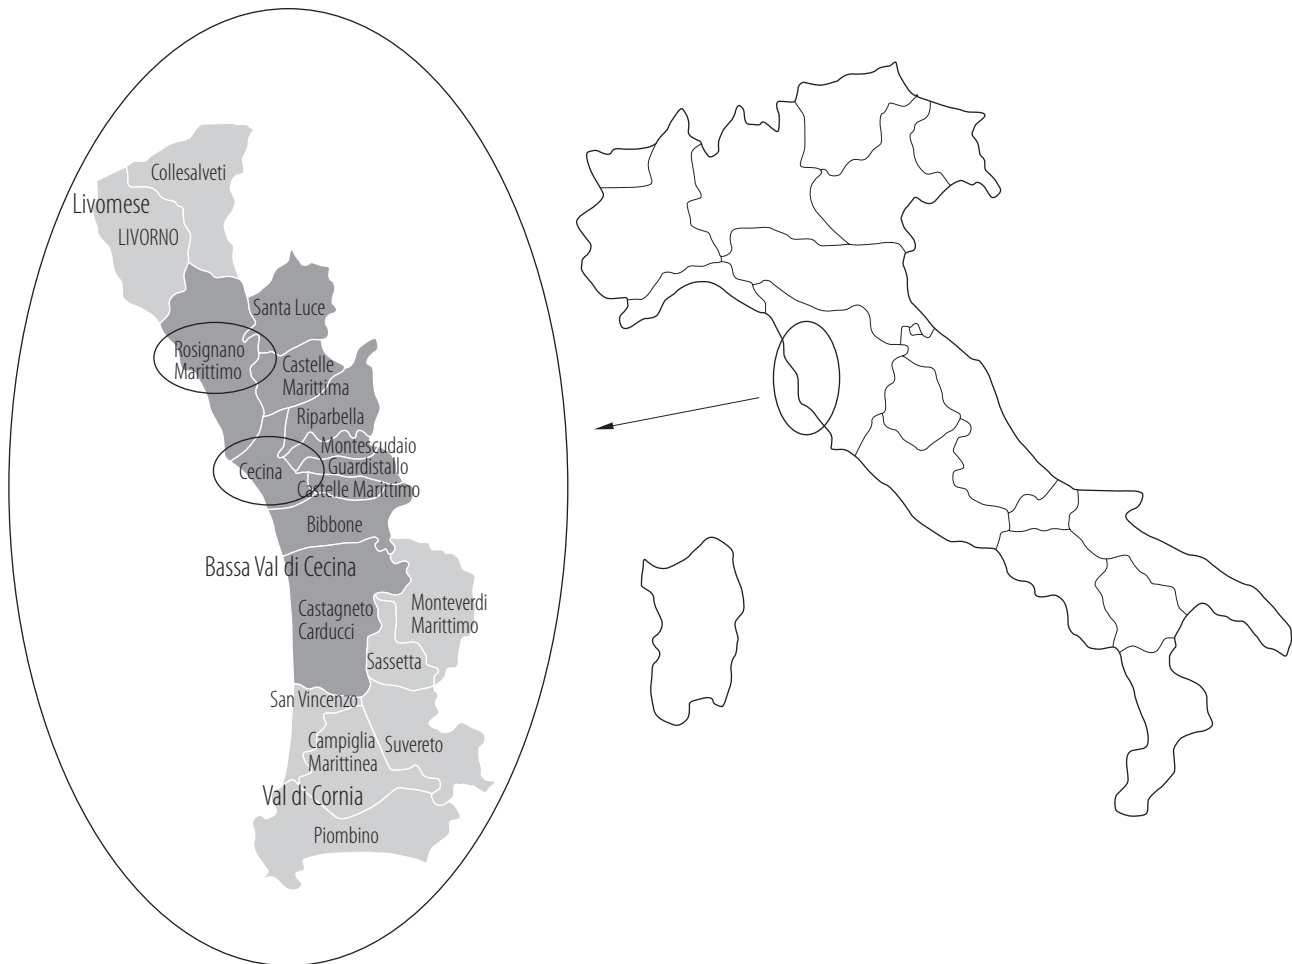 Collesalveti
Livomese
LIVORNO
Santa Luce
Rosignano
Marittimo
Castelle
Marittima
Riparbella
Montescudaio
Guardistallo
Cecina
Castelle Marittimo
Bibbone
Bassa Val di Cecina
Castagneto
Carducci
Monteverdi
Marittimo
Sassetta
San Vincenzo
Campiglia
Marittinea
Suvereto
Val di Cornia
Piombino